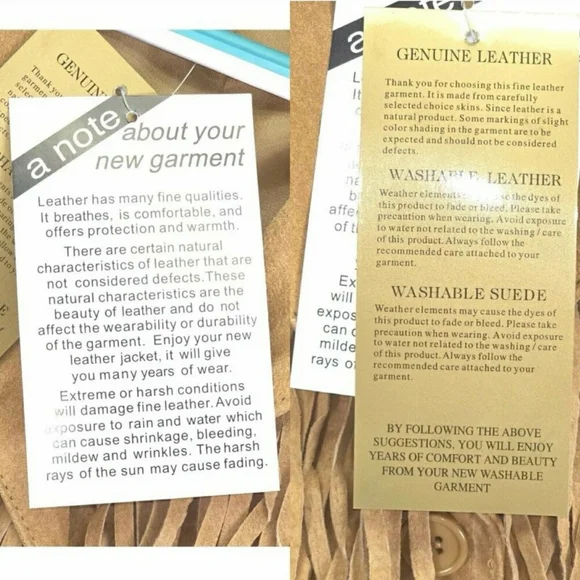 a note about your
new garment
Leather has many fine qualities.
It breathes, is comfortable, and
offers protection and warmth.
There are certain natural
characteristics of leather that are
not considered defects.These
natural characteristics are the
beauty of leather and do not
affect the wearability or durability
of the garment. Enjoy your new
leather jacket, it will give
you many years of wear.
Extreme or harsh conditions
will damage fine leather. Avoid
exposure to rain and water which
can cause shrinkage, bleeding,
mildew and wrinkles. The harsh
rays of the sun may cause fading.
GENUINE LEATHER
Thank you for choosing this fine leather
garment. It is made from carefully
selected choice skins. Since leather is a
natural product. Some markings of slight
color shading in the garment are to be
expected and should not be considered
defects.
WASHABLE LEATHER
Weather elements cause the dyes of
this product to fade or bleed. Please take
precaution when wearing. Avoid exposure
to water not related to the washing / care
of this product. Always follow the
recommended care attached to your
garment.
WASHABLE SUEDE
Weather elements may cause the dyes of
this product to fade or bleed. Please take
precaution when wearing. Avoid exposure
to water not related to the washing / care
of this product. Always follow the
recommended care attached to your
garment.
BY FOLLOWING THE ABOVE
SUGGESTIONS, YOU WILL ENJOY
YEARS OF COMFORT AND BEAUTY
FROM YOUR NEW WASHABLE
GARMENT